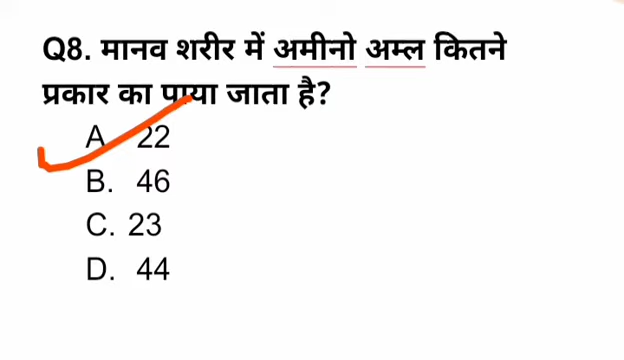 Q8. मानव शरीर में अमीनो अम्ल कितने
प्रकार का पाया जाता है?
A 22
B. 46
C. 23
D. 44